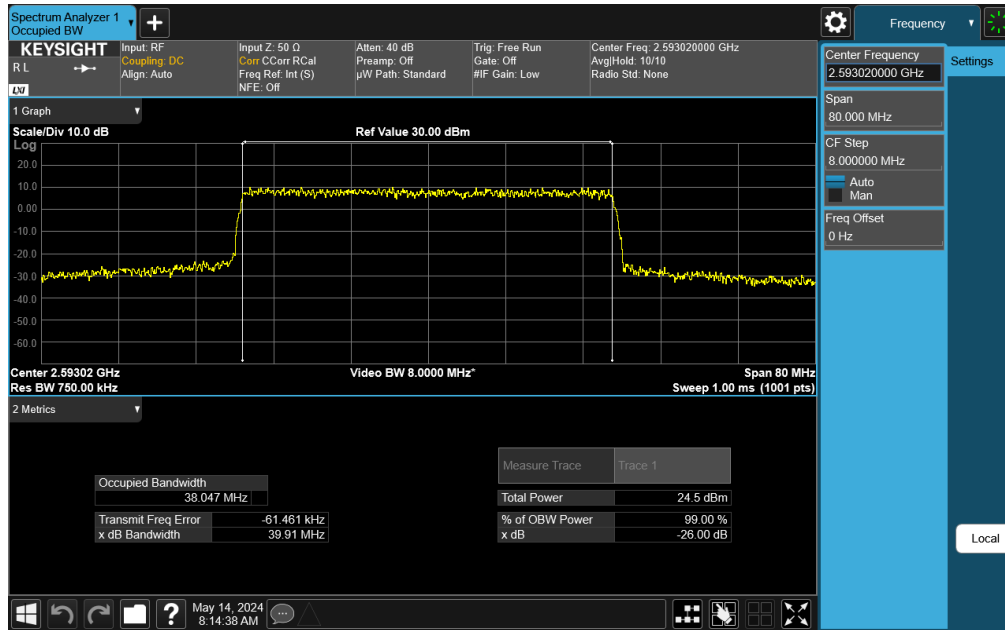 Spectrum Analyzer 1
Occupied BW
Frequency
KEYSIGHT
R L
LXI
Input: RF
Coupling: DC
Align: Auto
Input Z: 50 Ω
Corr CCorr RCal
Freq Ref: Int (S)
NFE: Off
Atten: 40 dB
Preamp: Off
µW Path: Standard
Trig: Free Run
Gate: Off
#IF Gain: Low
Center Freq: 2.593020000 GHz
Avg|Hold: 10/10
Radio Std: None
Center Frequency
2.593020000 GHz
Settings
Span
80.000 MHz
CF Step
8.000000 MHz
Auto
Man
Freq Offset
0 Hz
1 Graph
Scale/Div 10.0 dB
Ref Value 30.00 dBm
Log
20.0
10.0
0.00
-10.0
-20.0
-30.0
-40.0
-50.0
-60.0
Center 2.59302 GHz
Video BW 8.0000 MHz*
Span 80 MHz
Res BW 750.00 kHz
Sweep 1.00 ms (1001 pts)
2 Metrics
Measure Trace
Trace 1
Occupied Bandwidth
38.047 MHz
Total Power
24.5 dBm
Transmit Freq Error
-61.461 kHz
% of OBW Power
99.00 %
x dB Bandwidth
39.91 MHz
x dB
-26.00 dB
Local
?
May 14, 2024
8:14:38 AM